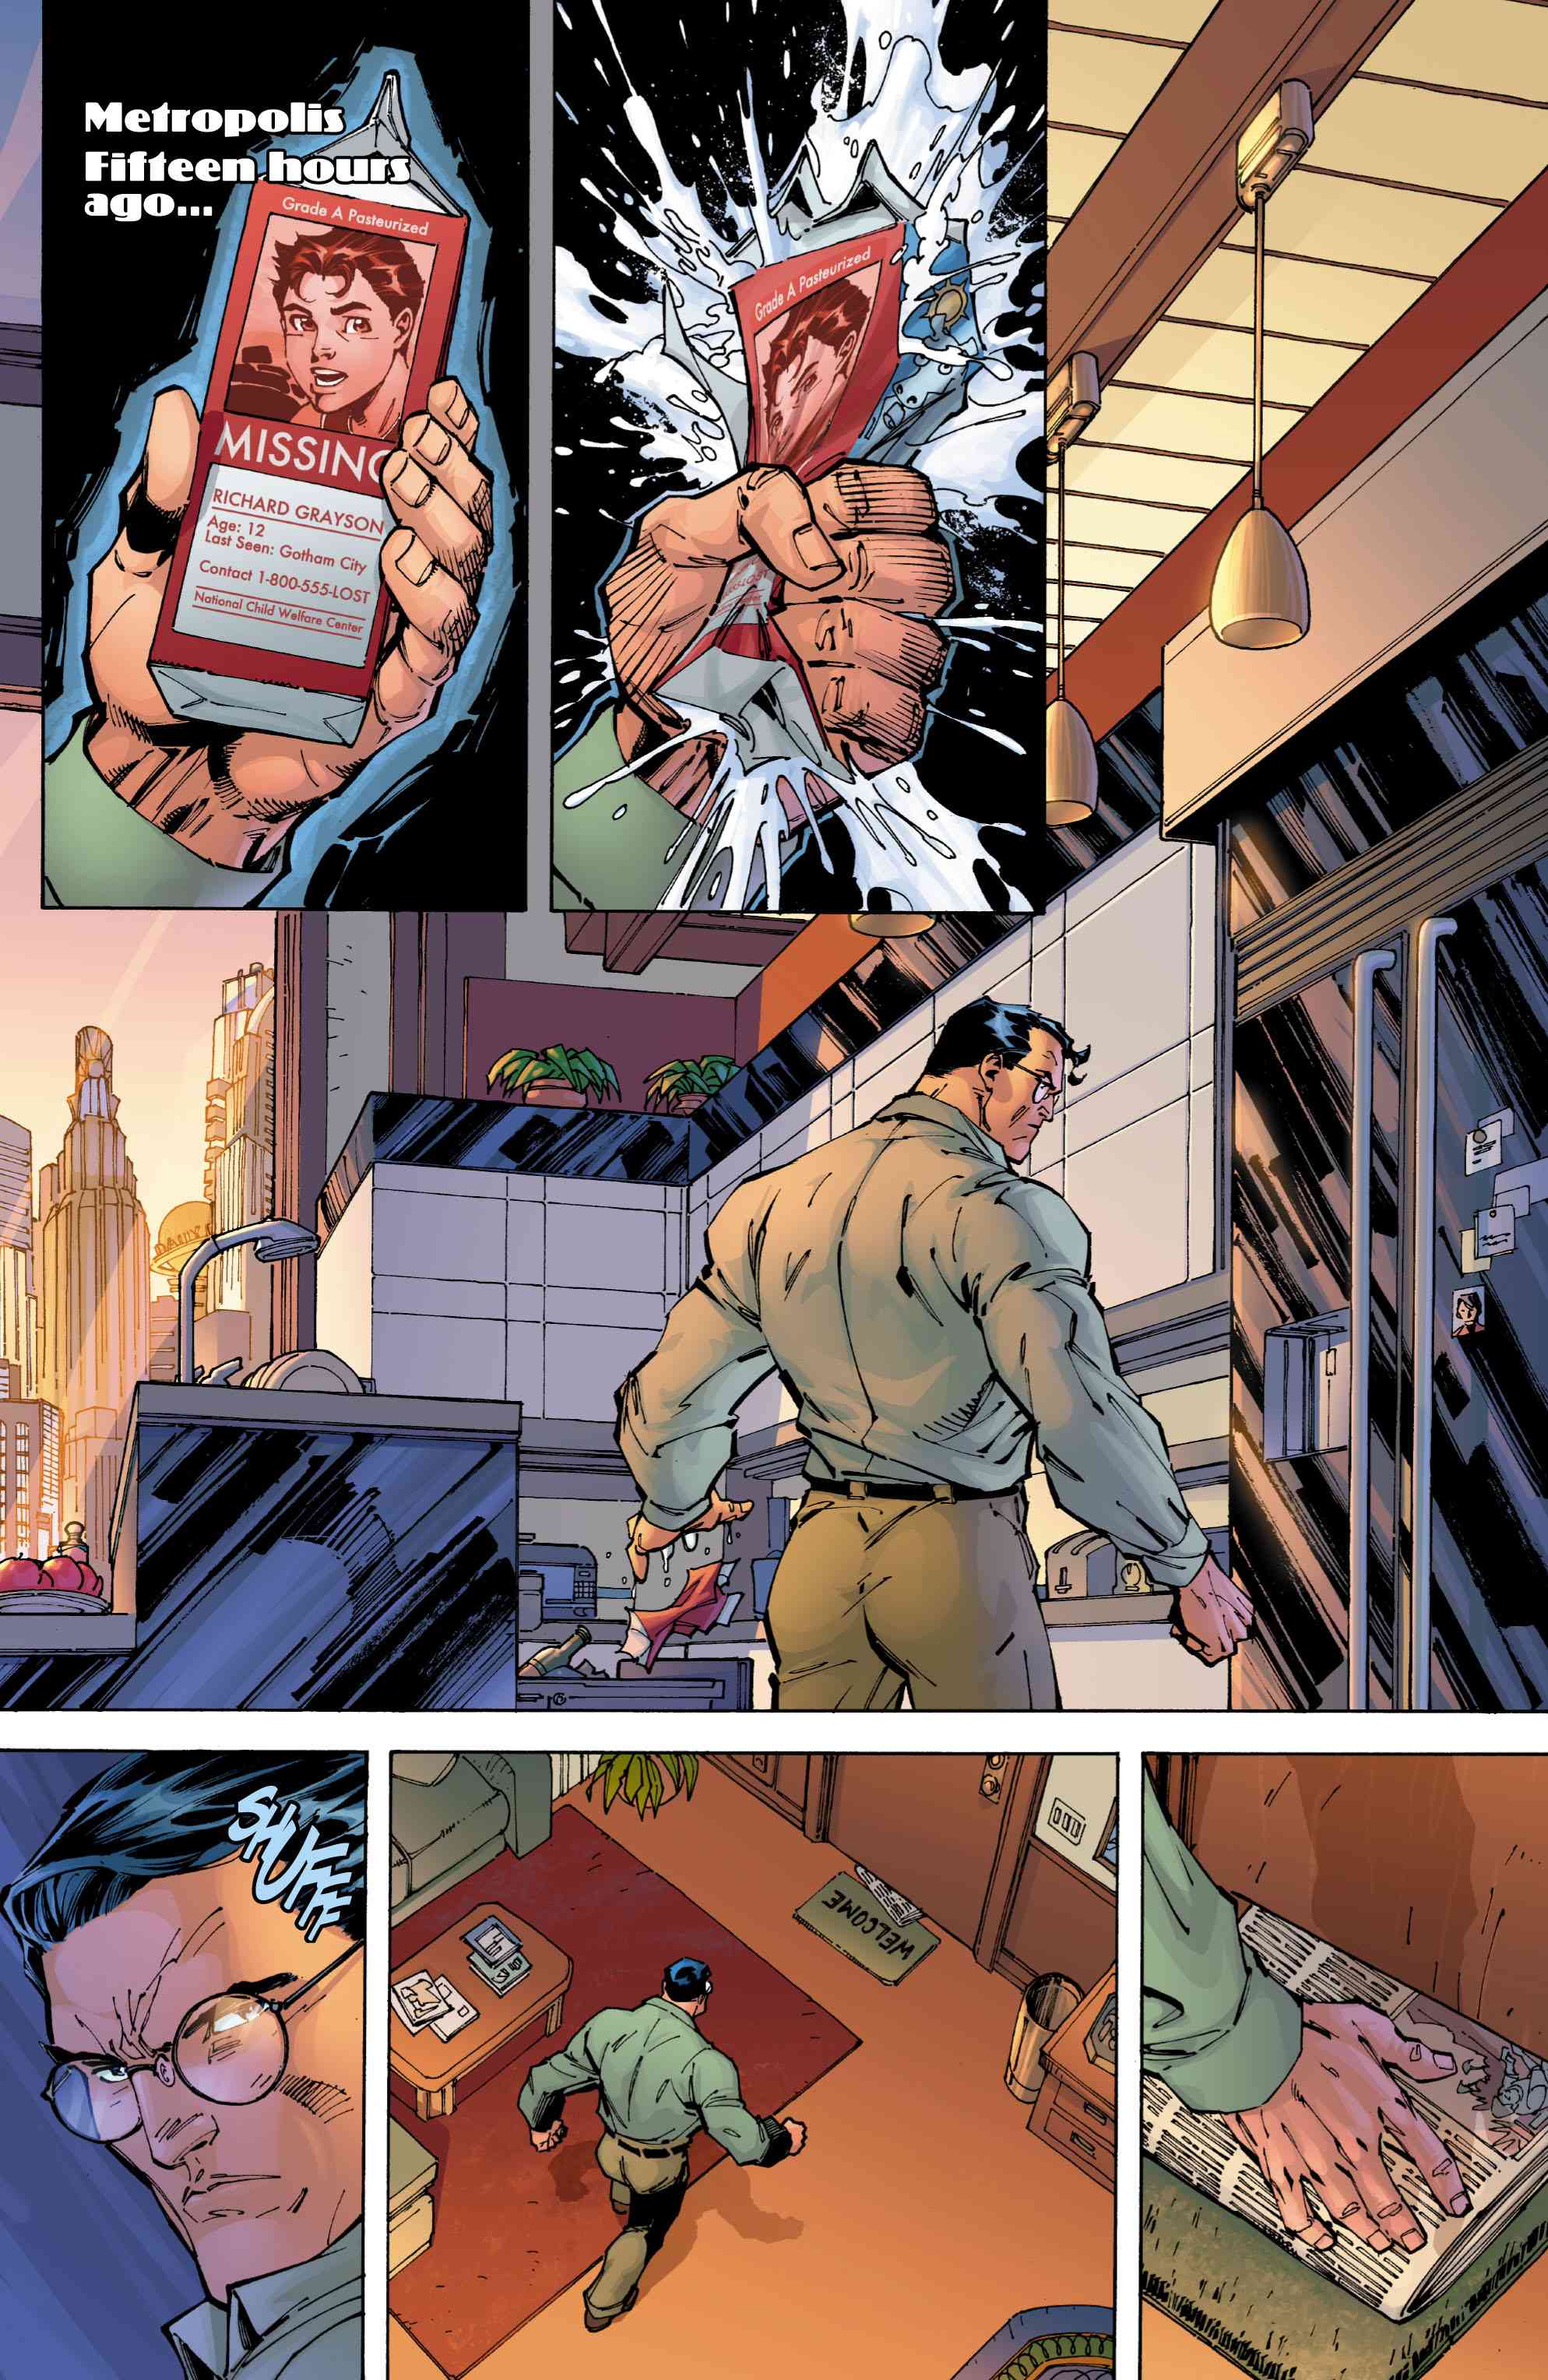 Metropolis
Fifteen hours
ago...
Grade A Pasteurized
MISSING
RICHARD GRAYSON
Age: 12
Last Seen: Gotham City
Contact 1-800-555-LOST
National Child Welfare Center
Grade A Pasteurized
DAILY
SHUFF
WELCOME